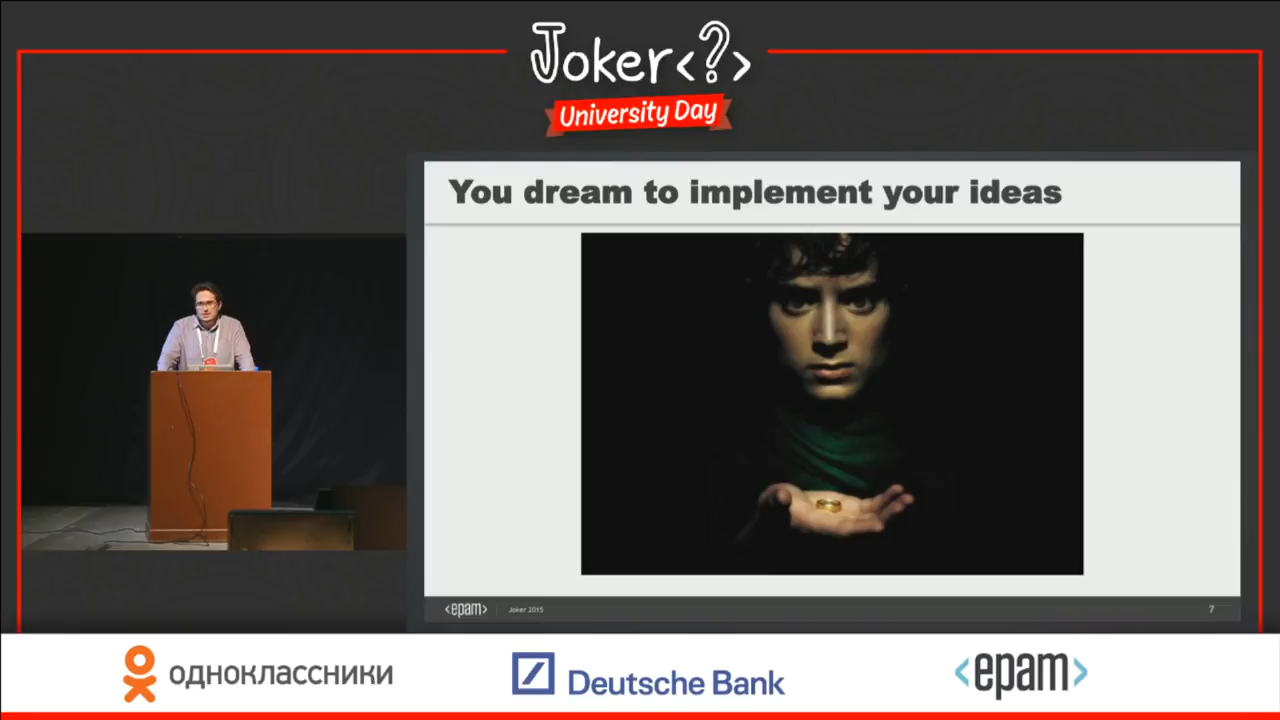 Joker<?>
University Day
You dream to implement your ideas
<epam>
Joker 2015
7
одноклассники
Deutsche Bank
<epam>